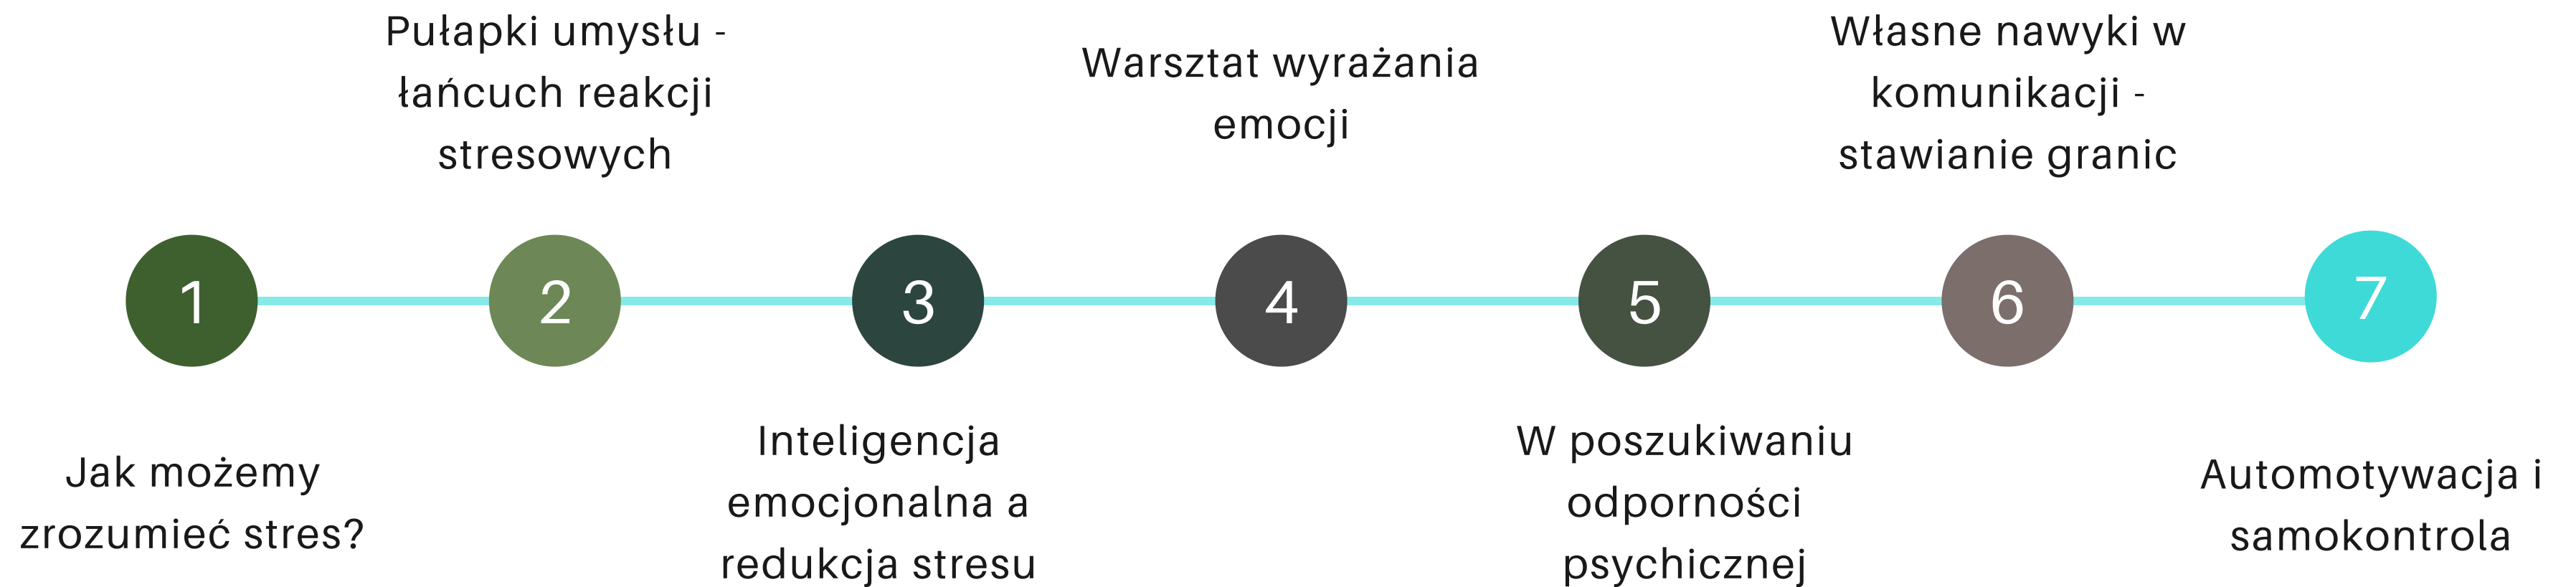 1
Jak możemy
zrozumieć stres?
2
Pułapki umysłu -
łańcuch reakcji
stresowych
3
Inteligencja
emocjonalna a
redukcja stresu
4
Warsztat wyrażania
emocji
5
W poszukiwaniu
odporności
psychicznej
6
Własne nawyki w
komunikacji -
stawianie granic
7
Automotywacja i
samokontrola